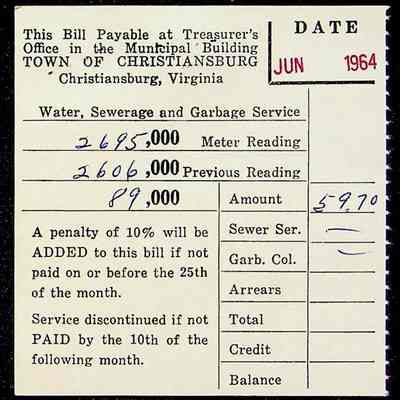 This Bill Payable at Treasurer's
Office in the Municipal Building
TOWN OF CHRISTIANSBURG
Christiansburg, Virginia
DATE
JUN 1964
Water, Sewerage and Garbage Service
2695,000 Meter Reading
2606,000 Previous Reading
89,000
Amount 59.70
Sewer Ser. —
Garb. Col. —
Arrears
Total
Credit
Balance
A penalty of 10% will be
ADDED to this bill if not
paid on or before the 25th
of the month.
Service discontinued if not
PAID by the 10th of the
following month.